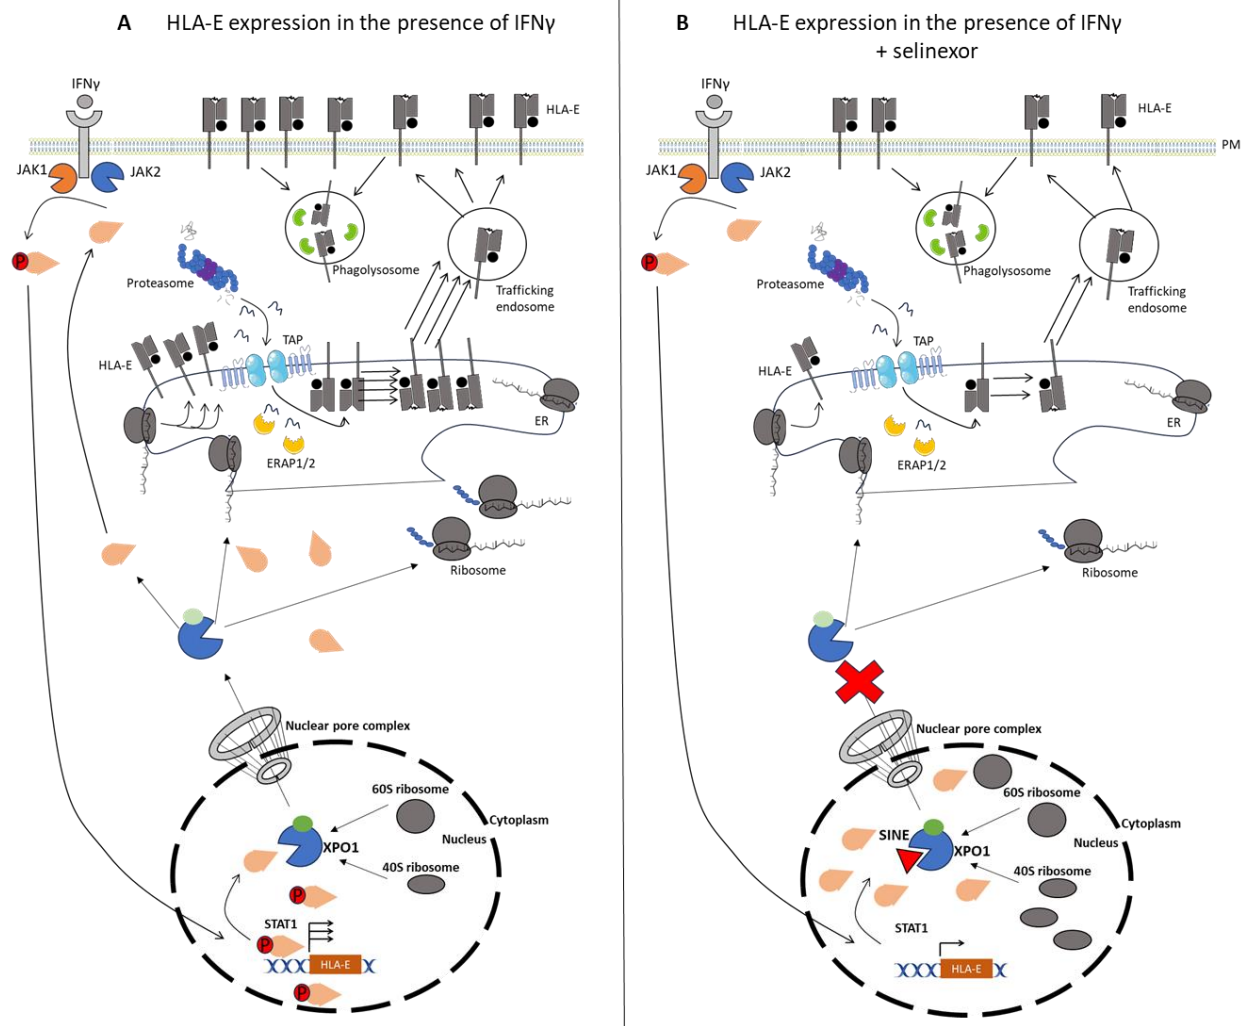 A HLA-E expression in the presence of IFNγ
IFNγ
HLA-E
JAK1
JAK2
P
Proteasome
Phagolysosome
Trafficking
endosome
TAP
HLA-E
ER
ERAP1/2
Ribosome
Nuclear pore complex
60S ribosome
Cytoplasm
Nucleus
XPO1
40S ribosome
P
STAT1
P
HLA-E
P
B HLA-E expression in the presence of IFNγ
+ selinexor
IFNγ
HLA-E
PM
JAK1
JAK2
P
Proteasome
Phagolysosome
Trafficking
endosome
TAP
HLA-E
ER
ERAP1/2
Ribosome
Nuclear pore complex
60S ribosome
Cytoplasm
SINE
Nucleus
XPO1
40S ribosome
STAT1
HLA-E